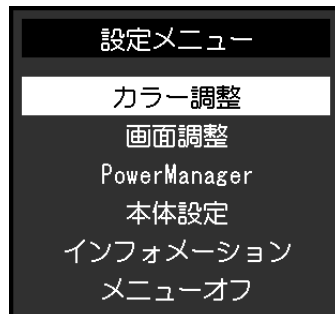 設定メニュー
カラー調整
画面調整
PowerManager
本体設定
インフォメーション
メニューオフ